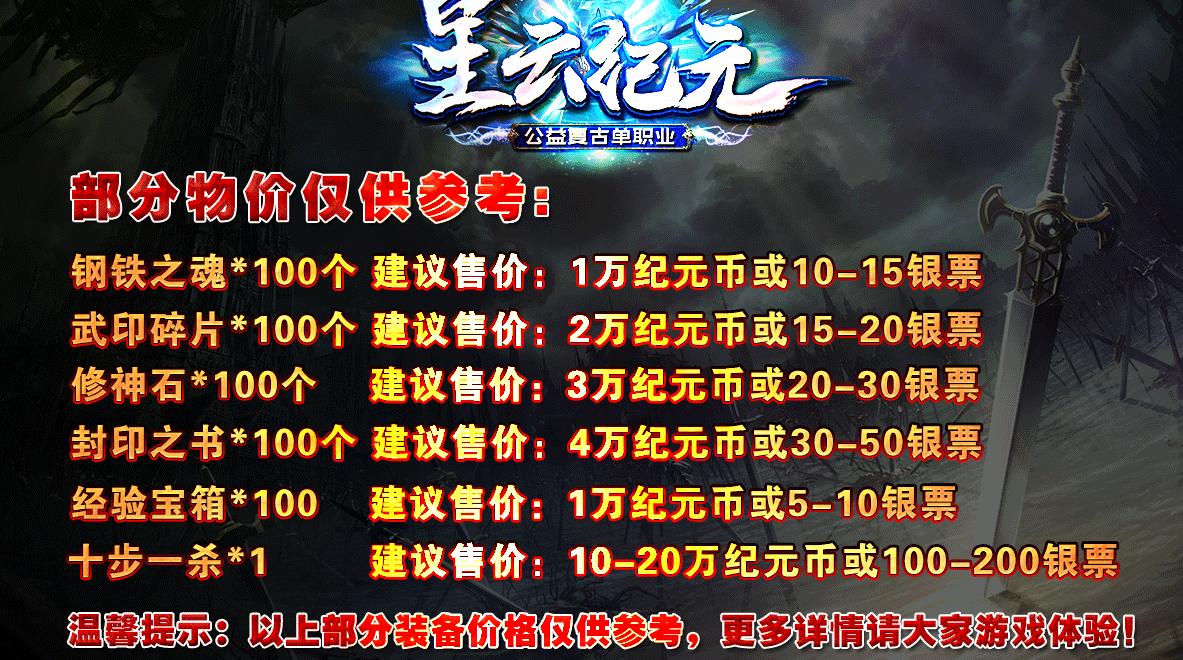 星云纪元
公益复古单职业
部分物价仅供参考:
钢铁之魂*100个 建议售价：1万纪元币或10-15银票
武印碎片*100个 建议售价：2万纪元币或15-20银票
修神石*100个 建议售价：3万纪元币或20-30银票
封印之书*100个 建议售价：4万纪元币或30-50银票
经验宝箱*100 建议售价：1万纪元币或5-10银票
十步一杀*1 建议售价：10-20万纪元币或100-200银票
温馨提示：以上部分装备价格仅供参考，更多详情请大家游戏体验！